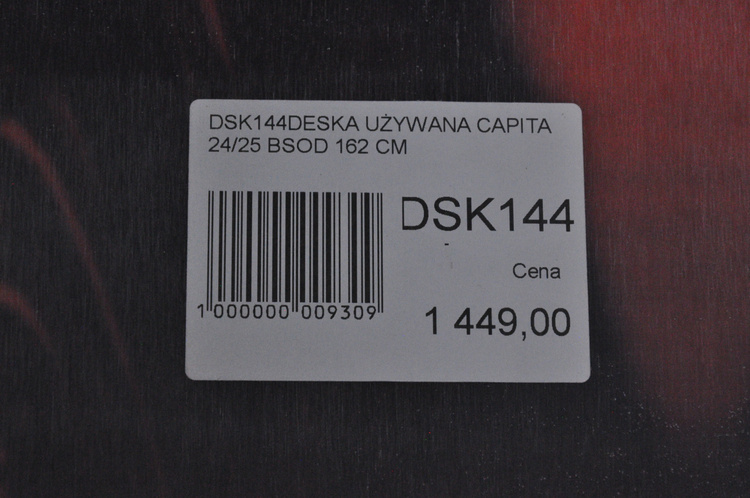 DSK144DESKA UŻYWANA CAPITA
24/25 BSOD 162 CM
DSK144
-
Cena
1 000000 009309
1 449,00